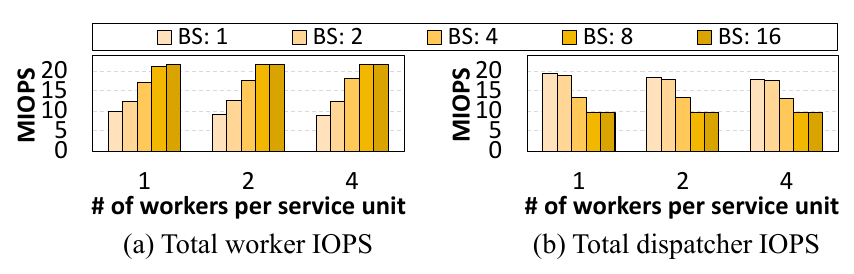 BS: 1 BS: 2 BS: 4 BS: 8 BS: 16
MIOPS
20
15
10
5
0
1 2 4
# of workers per service unit
(a) Total worker IOPS
MIOPS
20
15
10
5
0
1 2 4
# of workers per service unit
(b) Total dispatcher IOPS